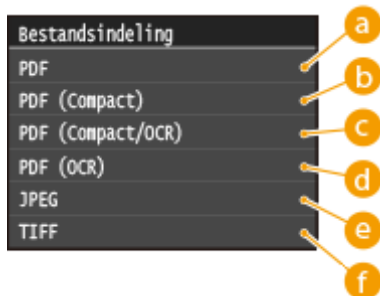 Bestandsindeling
PDF
PDF (Compact)
PDF (Compact/OCR)
PDF (OCR)
JPEG
TIFF
a
b
c
d
e
f